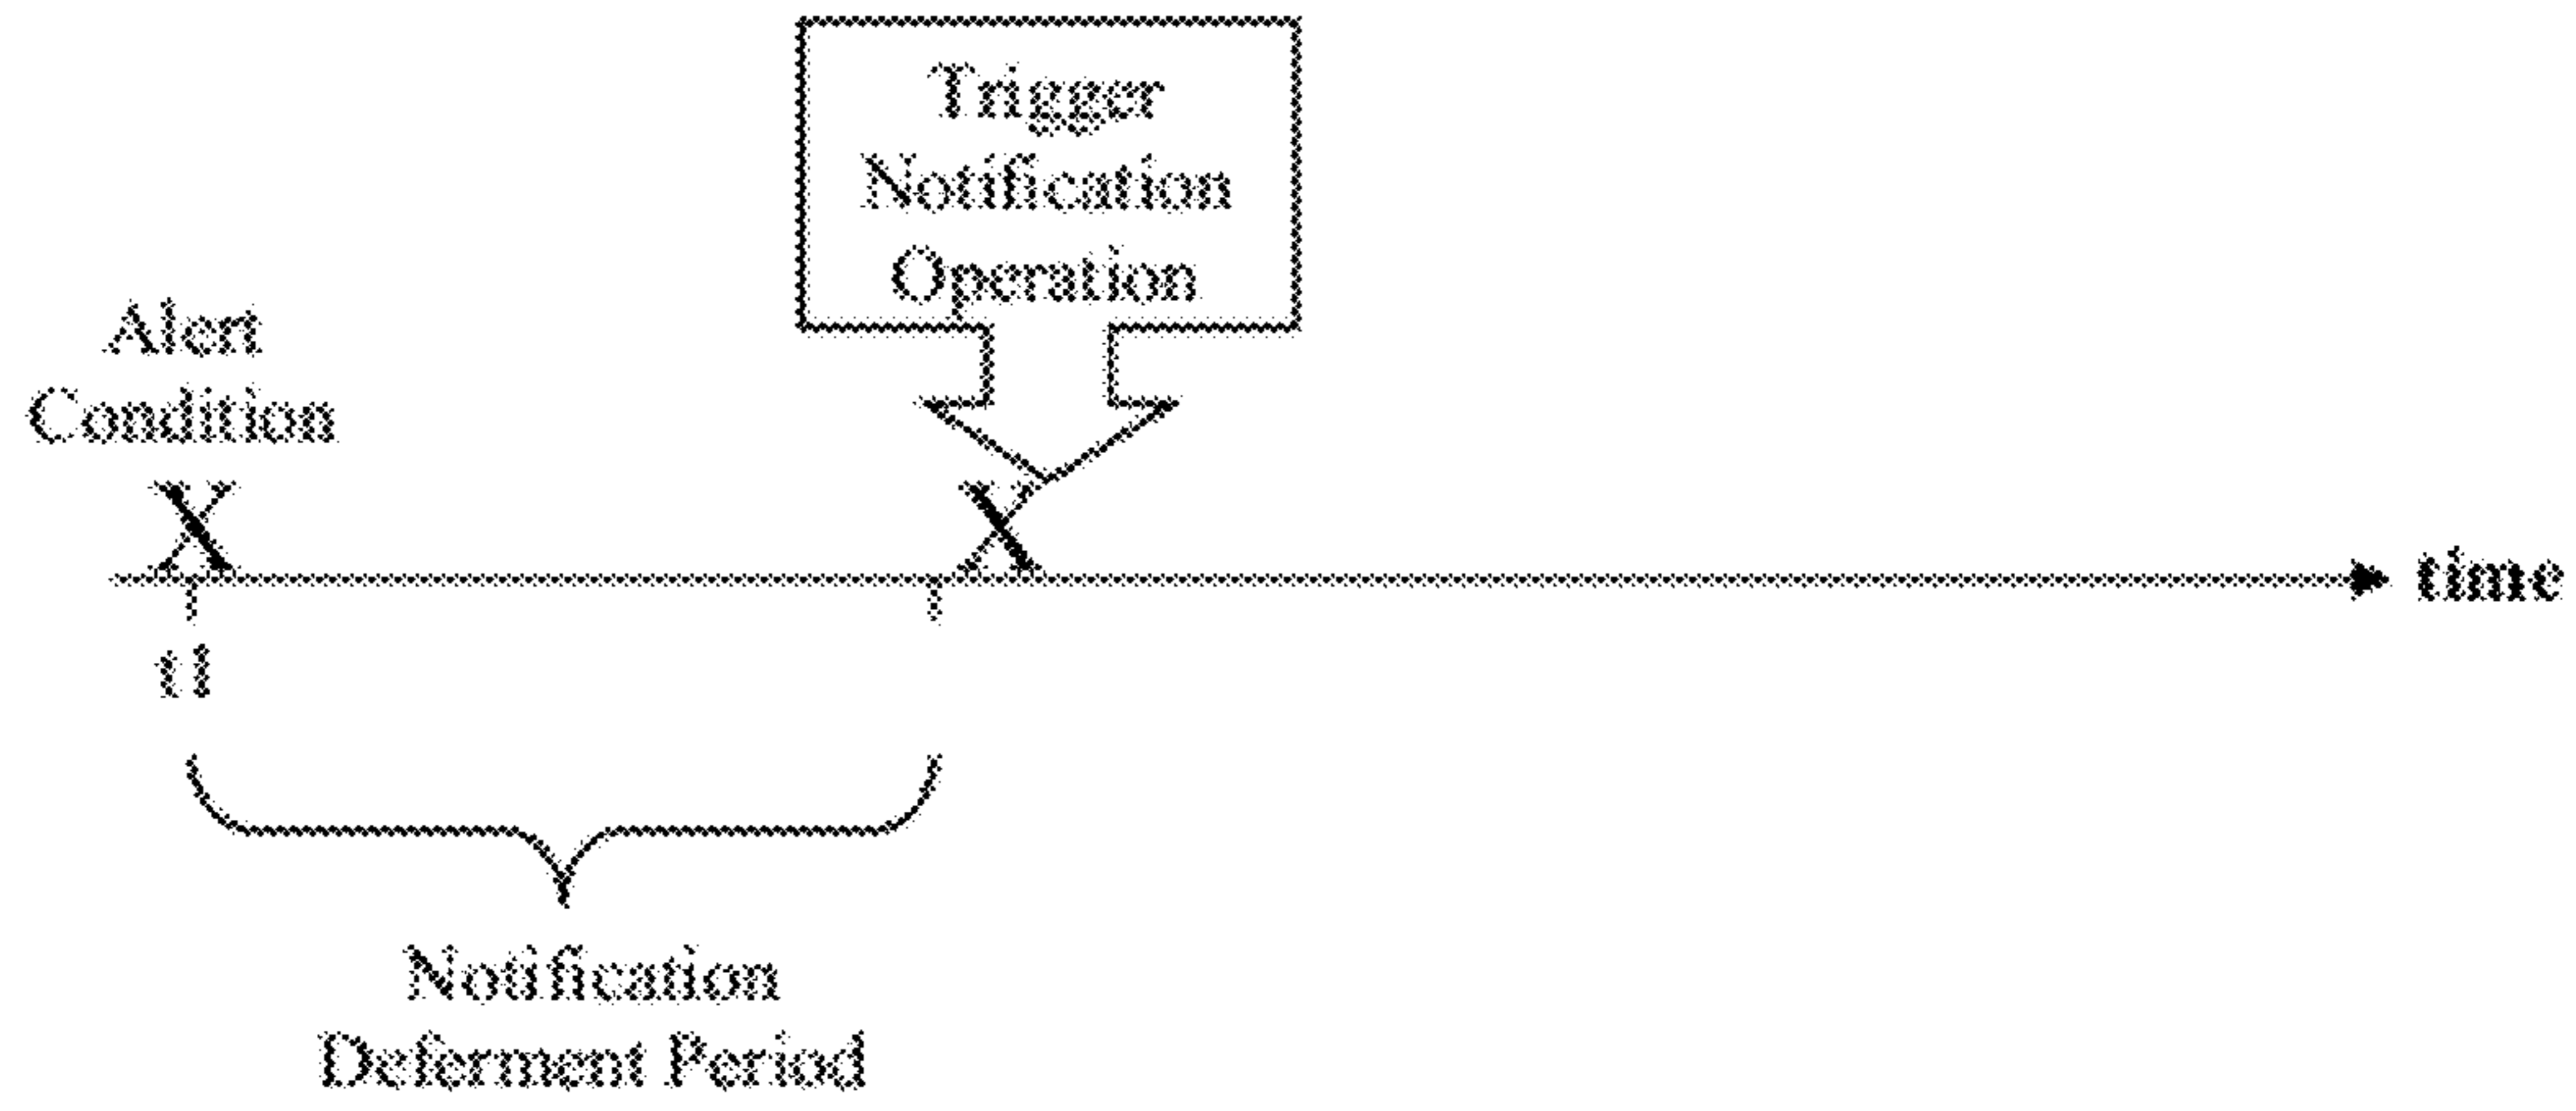 Trigger
Notification
Operation
Alert
Condition
X
X
time
t1
Notification
Deferment Period